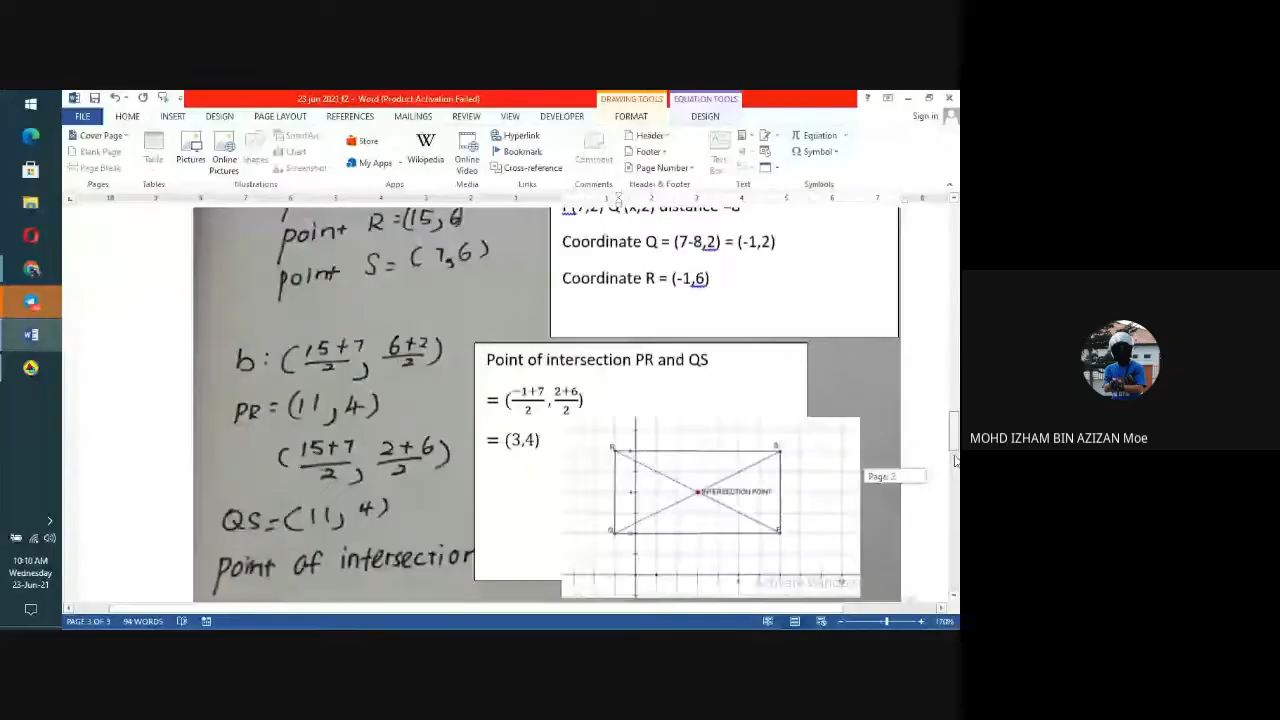 23 jun 2021 f2 - Word (Product Activation Failed)
DRAWING TOOLS
EQUATION TOOLS
FILE
HOME
INSERT
DESIGN
PAGE LAYOUT
REFERENCES
MAILINGS
REVIEW
VIEW
DEVELOPER
FORMAT
DESIGN
Sign in
Cover Page
Blank Page
Page Break
Pages
Table
Tables
Pictures
Online Pictures
Shapes
SmartArt
Chart
Screenshot
Illustrations
Store
My Apps
Wikipedia
Apps
Online Video
Media
Hyperlink
Bookmark
Cross-reference
Links
Comment
Comments
Header
Footer
Page Number
Header & Footer
Text Box
Text
Equation
Symbol
Symbols
point R = (15, 6
point S = (7,6)
b: (15+7/2, 6+2/2)
PR = (11, 4)
(15+7/2, 2+6/2)
QS = (11, 4)
point of intersection
Coordinate Q = (7-8,2) = (-1,2)
Coordinate R = (-1,6)
Point of intersection PR and QS
= (−1+7/2, 2+6/2)
= (3,4)
INTERSECTION POINT
Page: 3
Activate Windows
MOHD IZHAM BIN AZIZAN Moe
10:10 AM
Wednesday
23-Jun-21
PAGE 3 OF 3
94 WORDS
170%